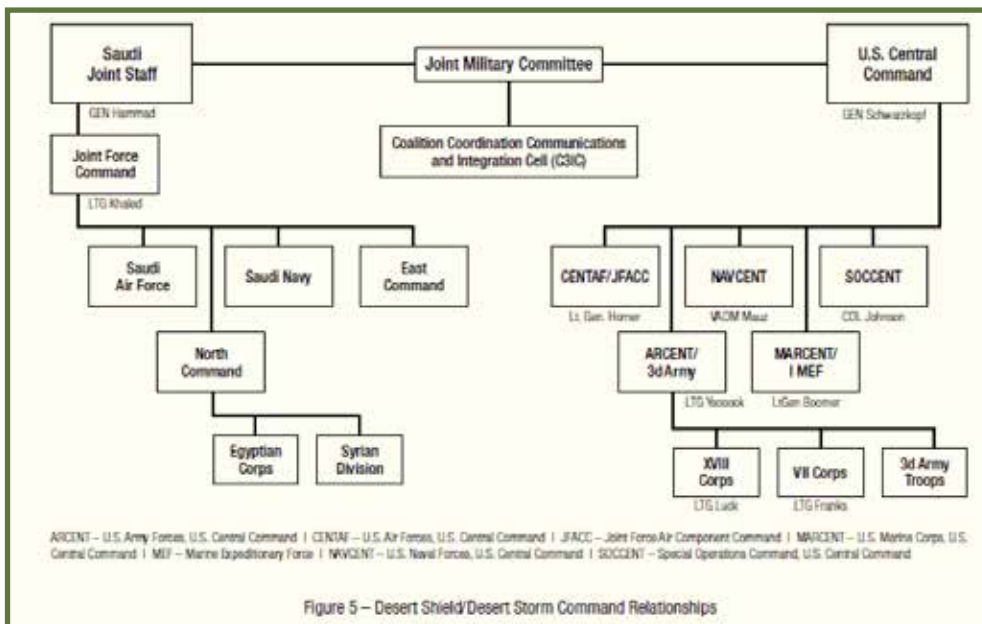 Saudi
Joint Staff
Joint Military Committee
U.S. Central
Command
GEN Hammad
GEN Schwarzkopf
Coalition Coordination Communications
and Integration Cell (C3IC)
Joint Force
Command
LTG Khaled
Saudi
Air Force
Saudi Navy
East
Command
CENTAF/JFACC
NAVCENT
SOCCENT
Lt. Gen. Horner
VADM Mauz
COL Johnson
North
Command
ARCENT/
3d Army
MARCENT/
I MEF
LTG Yeosock
LtGen Boomer
Egyptian
Corps
Syrian
Division
XVIII
Corps
VII Corps
3d Army
Troops
LTG Luck
LTG Franks
ARCENT – U.S. Army Forces, U.S. Central Command I CENTAF – U.S. Air Forces, U.S. Central Command I JFACC – Joint Force Air Component Command I MARCENT – U.S. Marine Corps, U.S.
Central Command I MEF – Marine Expeditionary Force I NAVCENT – U.S. Naval Forces, U.S. Central Command I SOCCENT – Special Operations Command, U.S. Central Command
Figure 5 – Desert Shield/Desert Storm Command Relationships